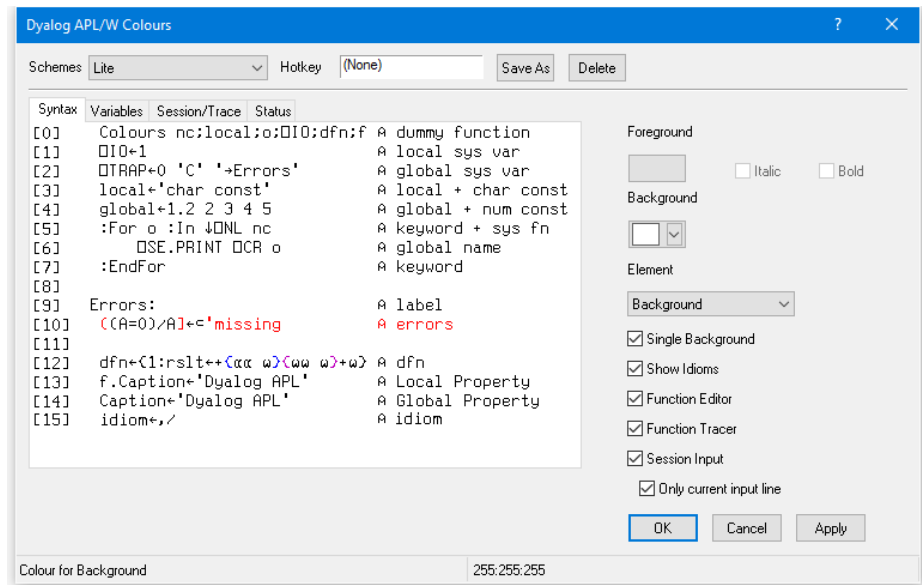 Dyalog APL/W Colours
Schemes Lite Hotkey (None) Save As Delete
Syntax Variables Session/Trace Status
[0] Colours nc;local;o;⎕IO;dfn;f ⍝ dummy function
[1] ⎕IO←1 ⍝ local sys var
[2] ⎕TRAP←0 'C' '→Errors' ⍝ global sys var
[3] local←'char const' ⍝ local + char const
[4] global←1.2 2 3 4 5 ⍝ global + num const
[5] :For o :In ↓⎕NL nc ⍝ keyword + sys fn
[6] ⎕SE.PRINT ⎕CR o ⍝ global name
[7] :EndFor ⍝ keyword
[8]
[9] Errors: ⍝ label
[10] ((A=0)/A]←⊂'missing ⍝ errors
[11]
[12] dfn←{1:rslt←+{⍺⍺ ⍵}{⍵⍵ ⍵}+⍵} ⍝ dfn
[13] f.Caption←'Dyalog APL' ⍝ Local Property
[14] Caption←'Dyalog APL' ⍝ Global Property
[15] idiom←,/ ⍝ idiom
Foreground
Italic Bold
Background
Element
Background
Single Background
Show Idioms
Function Editor
Function Tracer
Session Input
Only current input line
OK Cancel Apply
Colour for Background 255:255:255